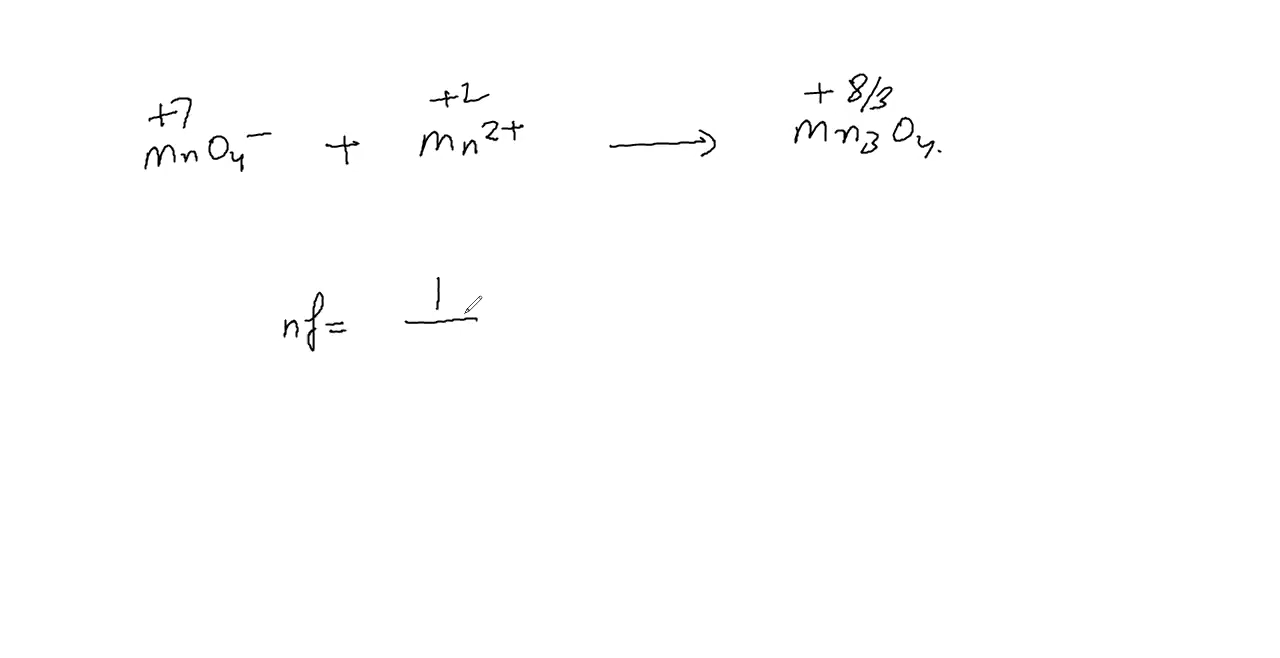 +7 +2 + 8/3
MnO₄⁻ + Mn²⁺ ⟶ Mn₃O₄.
nf = 1/